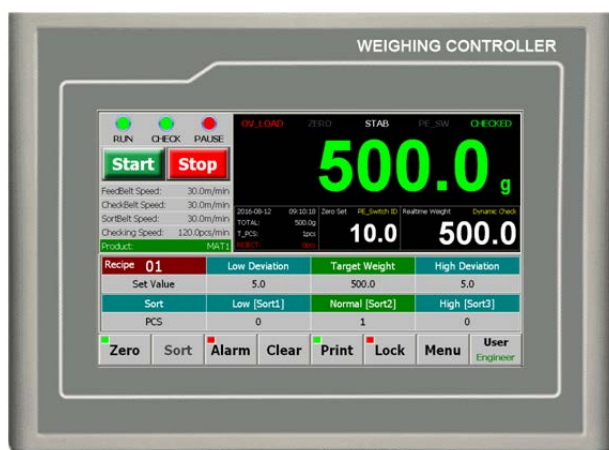 WEIGHING CONTROLLER
RUN CHECK PAUSE
OV_LOAD ZERO STAB PE_SW CHECKED
Start Stop
500.0 g
FeedBelt Speed: 30.0m/min
CheckBelt Speed: 30.0m/min
SortBelt Speed: 30.0m/min
Checking Speed: 120.0pcs/min
Product: MAT1
2016-08-12 09:10:10
TOTAL: 500.0g
T_PCS: 1pcs
REJECT: 0pcs
Zero Set PE_Switch ID
10.0
Realtime Weight Dynamic Check
500.0
Recipe 01 Low Deviation Target Weight High Deviation
Set Value 5.0 500.0 5.0
Sort Low [Sort1] Normal [Sort2] High [Sort3]
PCS 0 1 0
Zero Sort Alarm Clear Print Lock Menu User
Engineer